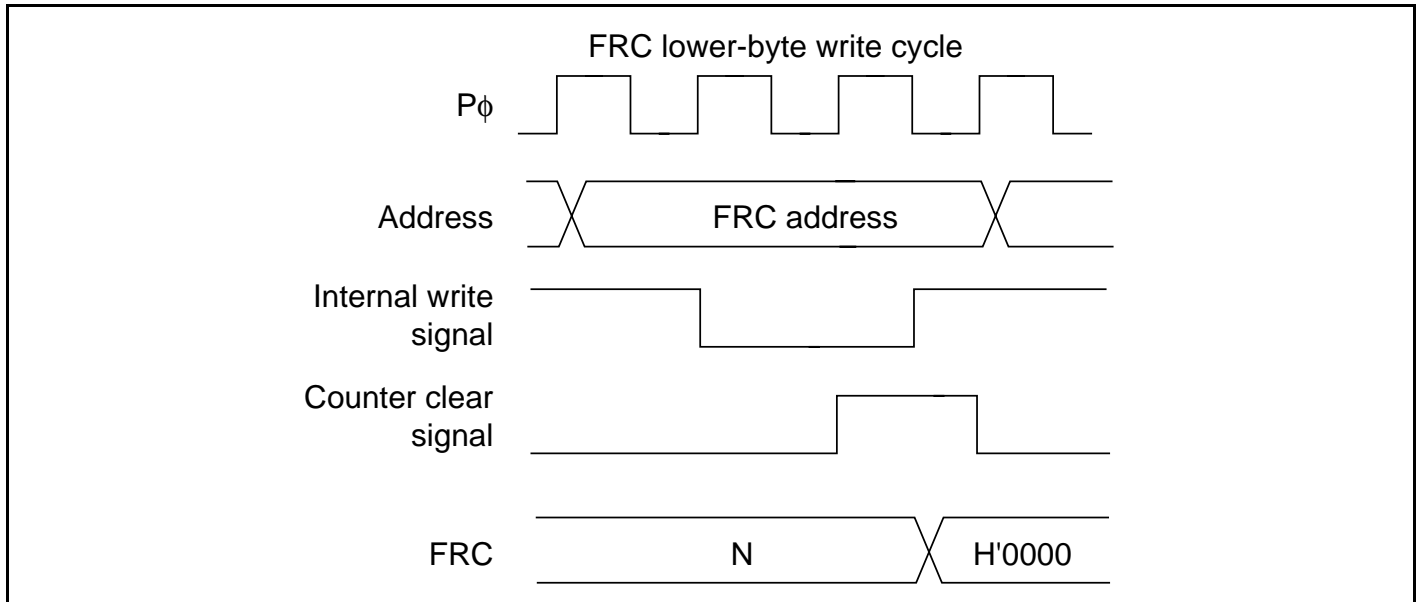 FRC lower-byte write cycle
Pϕ
Address
FRC address
Internal write
signal
Counter clear
signal
FRC
N
H'0000